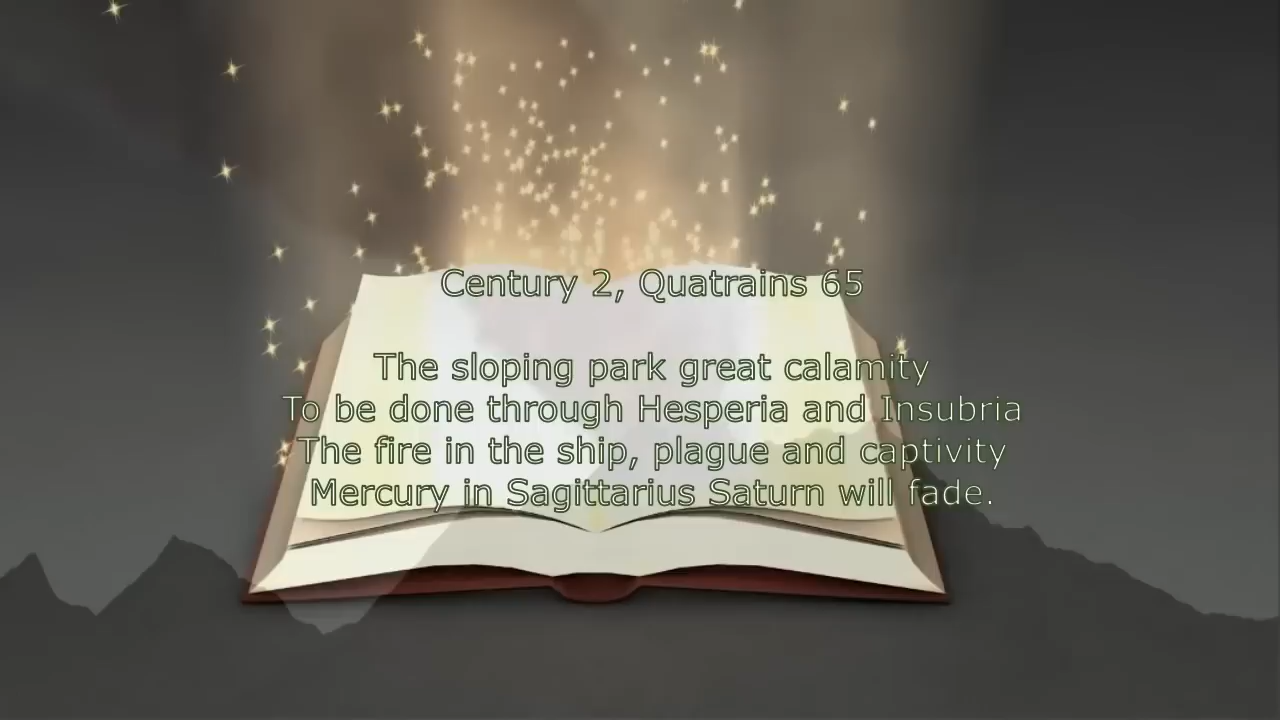 Century 2, Quatrains 65
The sloping park great calamity
To be done through Hesperia and Insubria
The fire in the ship, plague and captivity
Mercury in Sagittarius Saturn will fade.